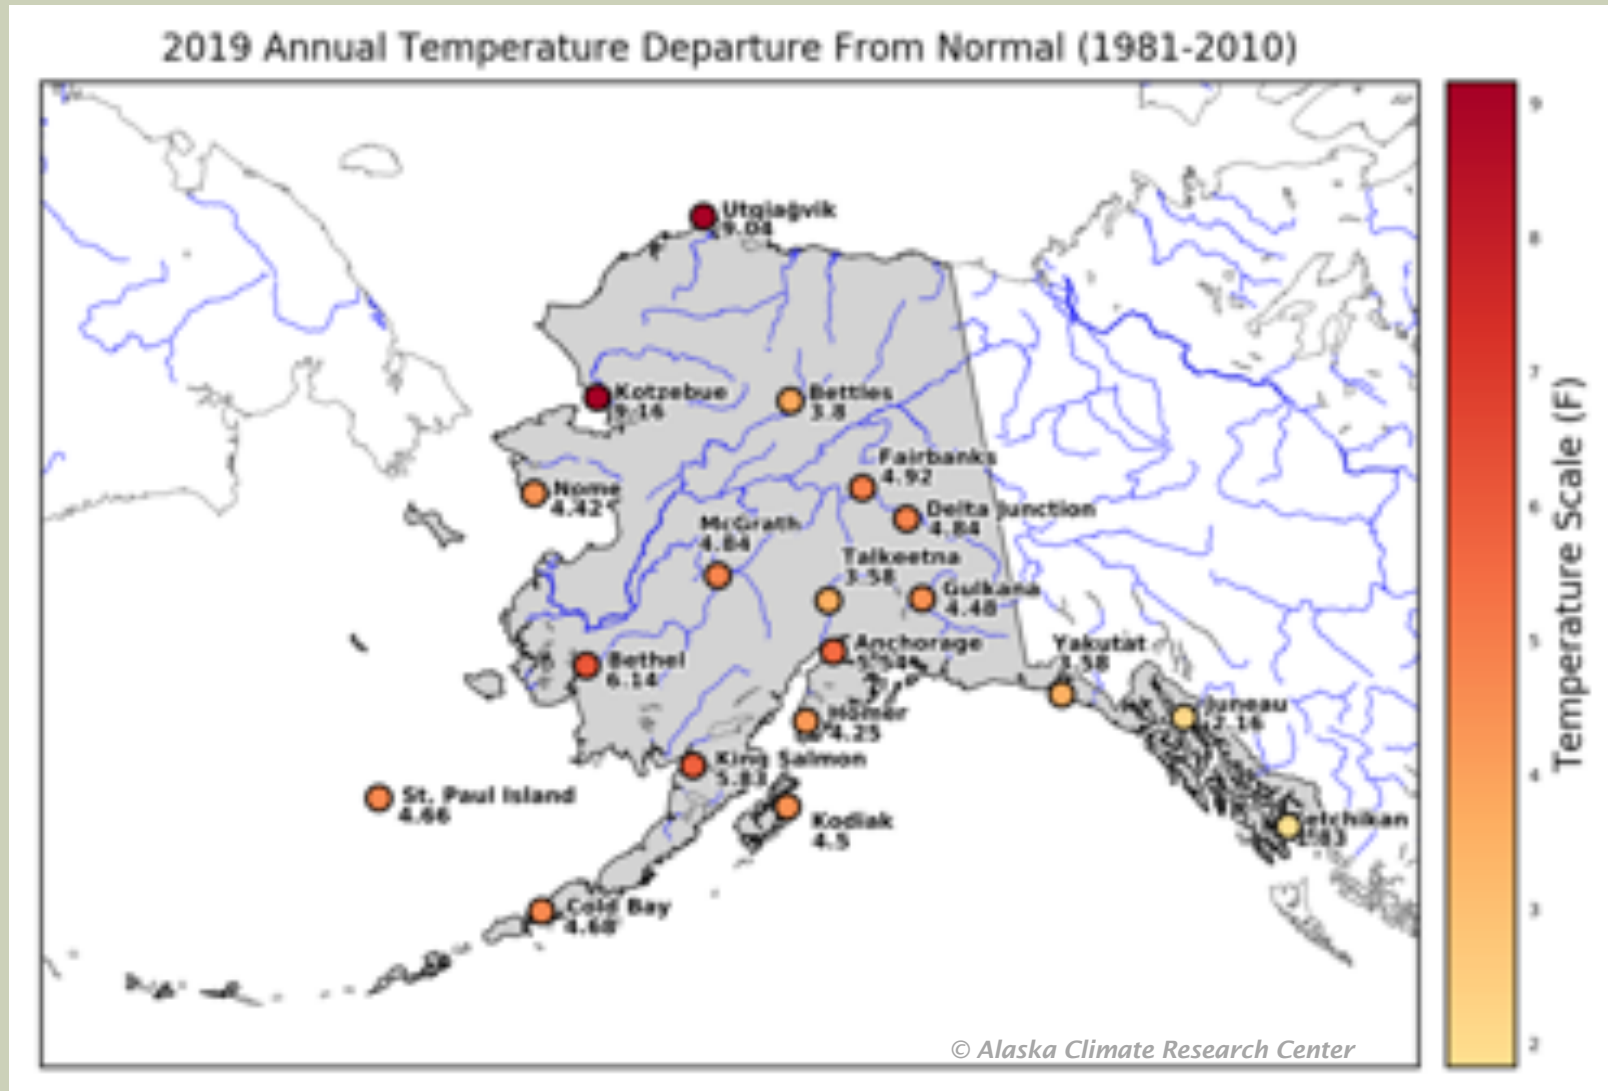 2019 Annual Temperature Departure From Normal (1981-2010)
Utqiaġvik
9.04
Kotzebue
9.16
Bettles
3.8
Fairbanks
4.92
Nome
4.42
Delta Junction
4.84
McGrath
4.84
Talkeetna
3.58
Gulkana
4.48
Anchorage
5.54
Yakutat
3.58
Bethel
6.14
Juneau
2.16
Homer
4.25
King Salmon
5.83
St. Paul Island
4.66
Kodiak
4.5
etchikan
1.83
Cold Bay
4.68
© Alaska Climate Research Center
9
8
7
6
5
4
3
2
Temperature Scale (F)